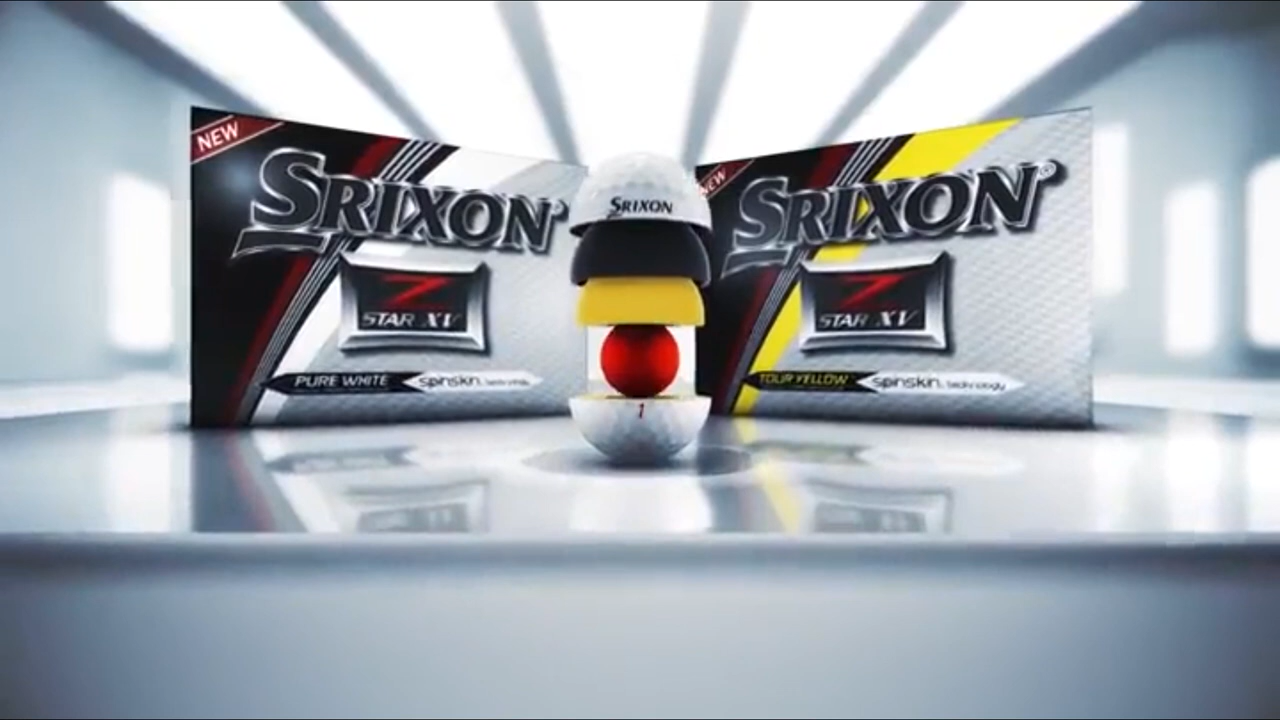 NEW
SRIXON
Z
STAR XV
PURE WHITE spinskin. technology
SRIXON
1
NEW
SRIXON
Z
STAR XV
TOUR YELLOW spinskin. technology